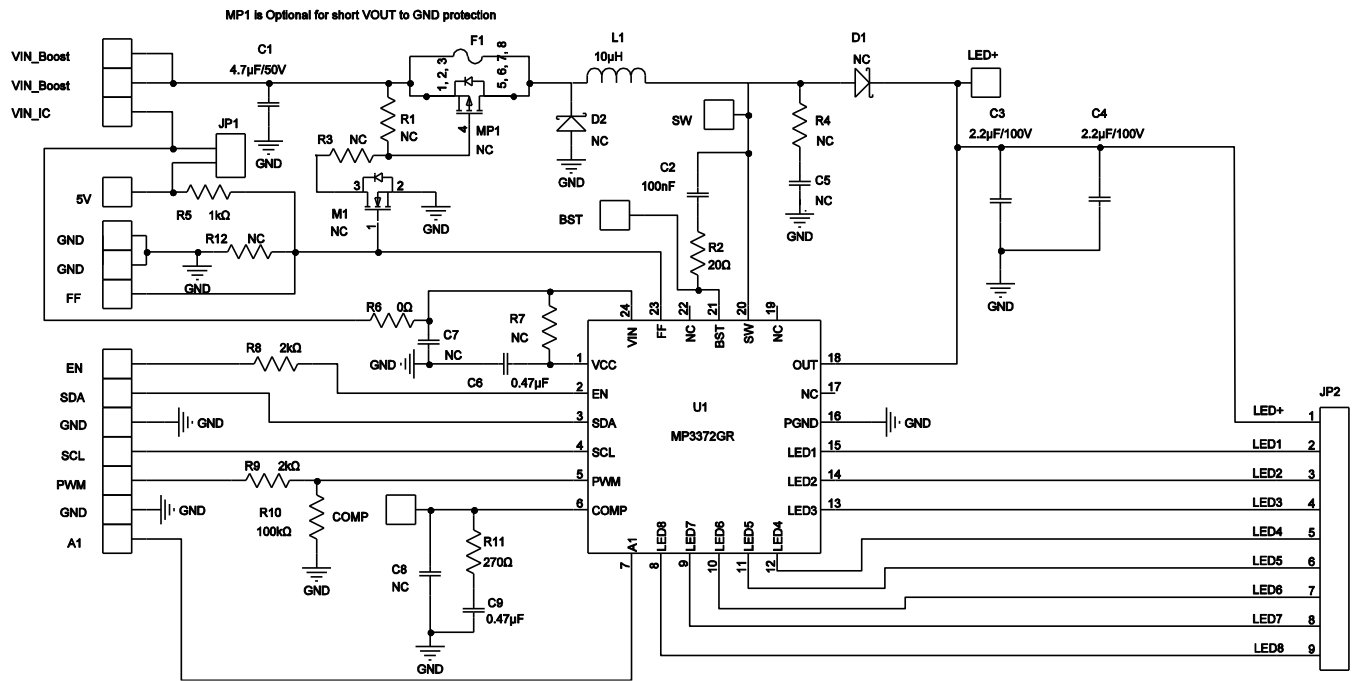 MP1 is Optional for short VOUT to GND protection
VIN_Boost
VIN_Boost
VIN_IC
C1
4.7µF/50V
GND
JP1
5V
R5 1kΩ
GND
GND
FF
R12 NC
GND
R1
NC
R3 NC
F1
1, 2, 3
5, 6, 7, 8
4
MP1
NC
3
2
1
M1
NC
GND
L1
10µH
D2
NC
GND
SW
C2
100nF
BST
R2
20Ω
D1
NC
R4
NC
C5
NC
GND
LED+
C3
2.2µF/100V
C4
2.2µF/100V
GND
R6 0Ω
C7
NC
R7
NC
GND
C6 0.47µF
EN
SDA
GND
SCL
PWM
GND
A1
R8 2kΩ
GND
R9 2kΩ
GND
R10
100kΩ
GND
COMP
C8
NC
R11
270Ω
C9
0.47µF
GND
24
23
22
21
20
19
VIN
FF
NC
BST
SW
NC
1 VCC
2 EN
3 SDA
4 SCL
5 PWM
6 COMP
U1
MP3372GR
OUT 18
NC 17
PGND 16
GND
LED1 15
LED2 14
LED3 13
A1
LED8
LED7
LED6
LED5
LED4
7
8
9
10
11
12
JP2
LED+ 1
LED1 2
LED2 3
LED3 4
LED4 5
LED5 6
LED6 7
LED7 8
LED8 9